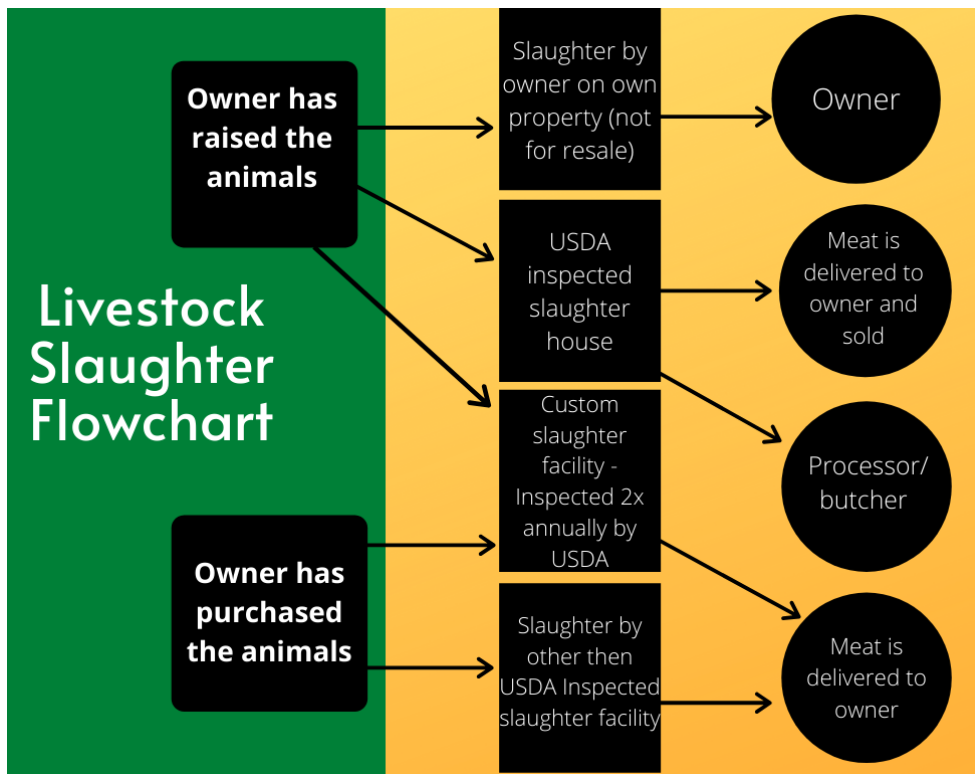 Livestock
Slaughter
Flowchart
Owner has
raised the
animals
Owner has
purchased
the animals
Slaughter by
owner on own
property (not
for resale)
USDA
inspected
slaughter
house
Custom
slaughter
facility -
Inspected 2x
annually by
USDA
Slaughter by
other then
USDA Inspected
slaughter facility
Owner
Meat is
delivered to
owner and
sold
Processor/
butcher
Meat is
delivered to
owner